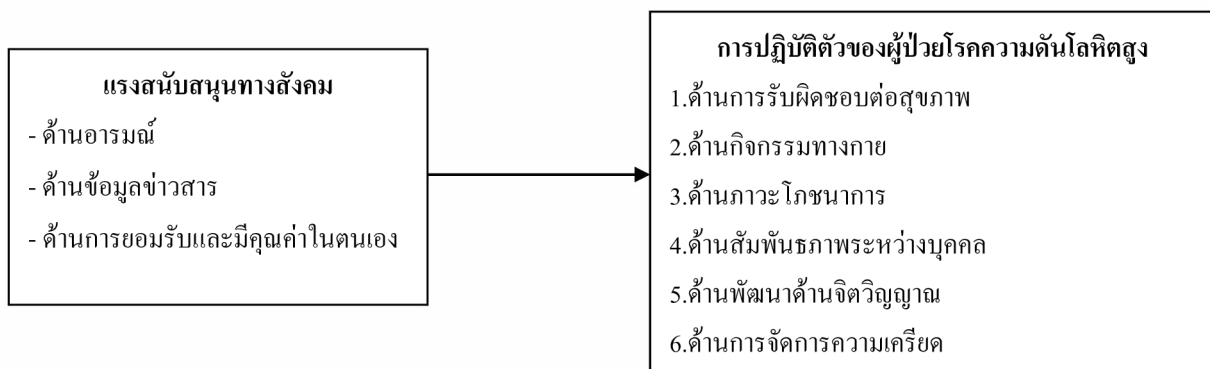 แรงสนับสนุนทางสังคม
- ด้านอารมณ์
- ด้านข้อมูลข่าวสาร
- ด้านการยอมรับและมีคุณค่าในตนเอง
การปฏิบัติตัวของผู้ป่วยโรคความดันโลหิตสูง
1.ด้านการรับผิดชอบต่อสุขภาพ
2.ด้านกิจกรรมทางกาย
3.ด้านภาวะโภชนาการ
4.ด้านสัมพันธภาพระหว่างบุคคล
5.ด้านพัฒนาด้านจิตวิญญาณ
6.ด้านการจัดการความเครียด